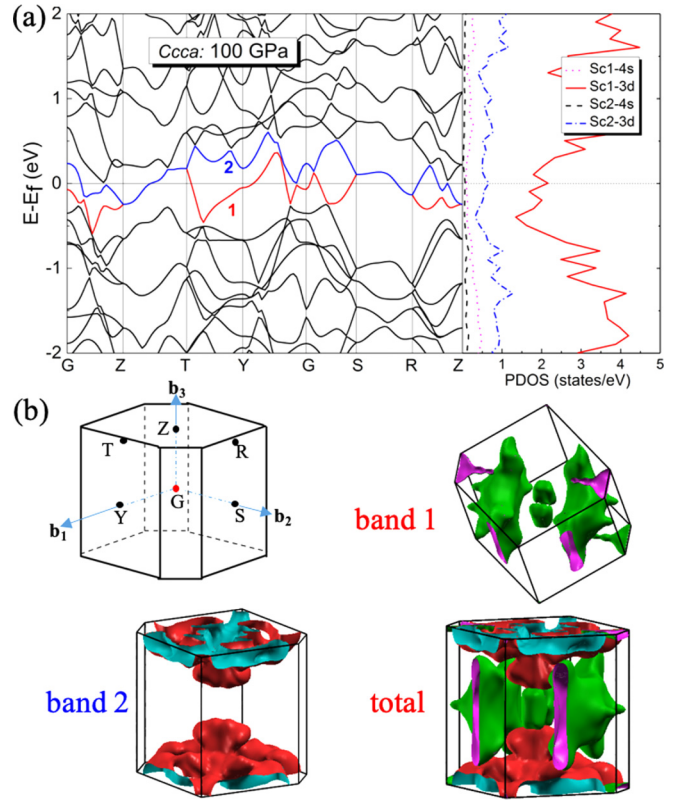 (a)
Ccca: 100 GPa
E-Ef (eV)
2
1
0
-1
-2
2
1
G Z T Y G S R Z
Sc1-4s
Sc1-3d
Sc2-4s
Sc2-3d
1 2 3 4 5
PDOS (states/eV)
(b)
b3
Z
T
R
G
Y
S
b1
b2
band 1
band 2
total